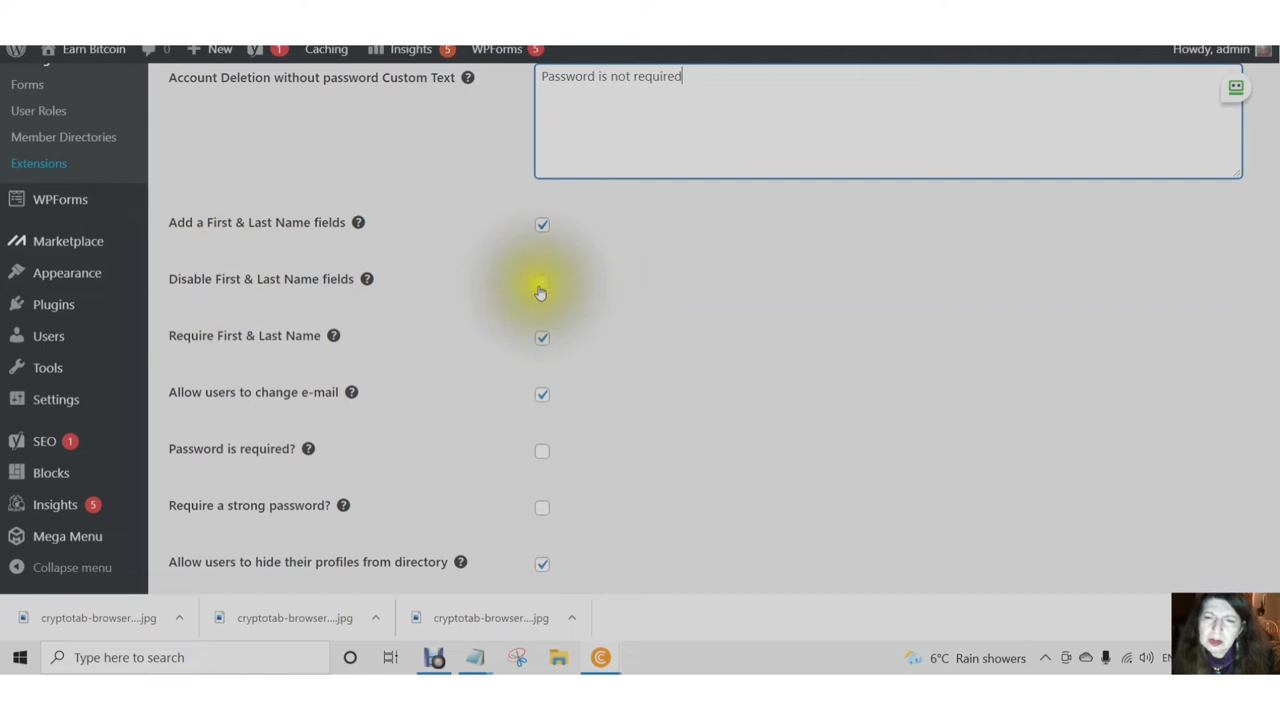 Earn Bitcoin 0 New 1 Caching Insights 5 WPForms 5 Howdy, admin
Forms
User Roles
Member Directories
Extensions
WPForms
Marketplace
Appearance
Plugins
Users
Tools
Settings
SEO 1
Blocks
Insights 5
Mega Menu
Collapse menu
Account Deletion without password Custom Text ?
Password is not required
Add a First & Last Name fields ?
Disable First & Last Name fields ?
Require First & Last Name ?
Allow users to change e-mail ?
Password is required? ?
Require a strong password? ?
Allow users to hide their profiles from directory ?
cryptotab-browser....jpg cryptotab-browser....jpg cryptotab-browser....jpg
Type here to search 6°C Rain showers